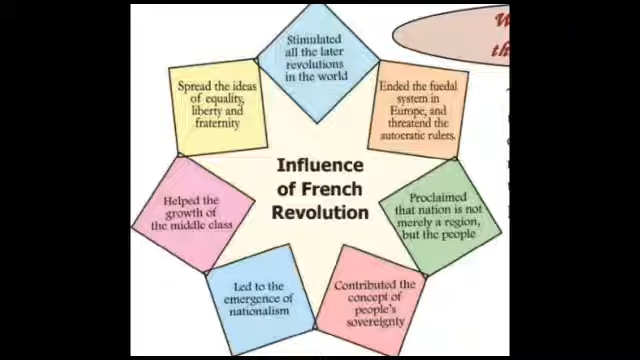 Stimulated
all the later
revolutions
in the world
Ended the fuedal
system in
Europe, and
threatend the
autocratic rulers.
Proclaimed
that nation is not
merely a region,
but the people
Contributed the
concept of
people's
sovereignty
Led to the
emergence of
nationalism
Helped the
growth of
the middle class
Spread the ideas
of equality,
liberty and
fraternity
Influence
of French
Revolution